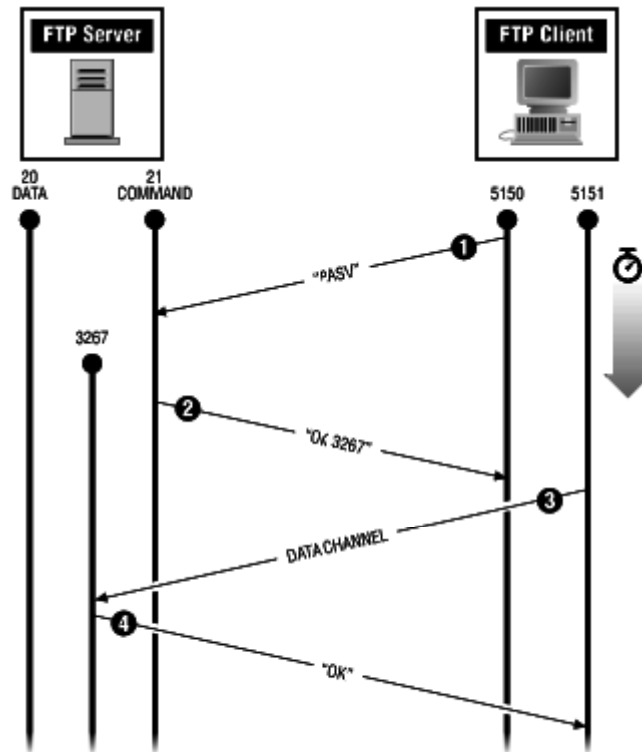 FTP Server
FTP Client
20
DATA
21
COMMAND
5150
5151
1
"PASV"
3267
2
"OK 3267"
3
DATA CHANNEL
4
"OK"